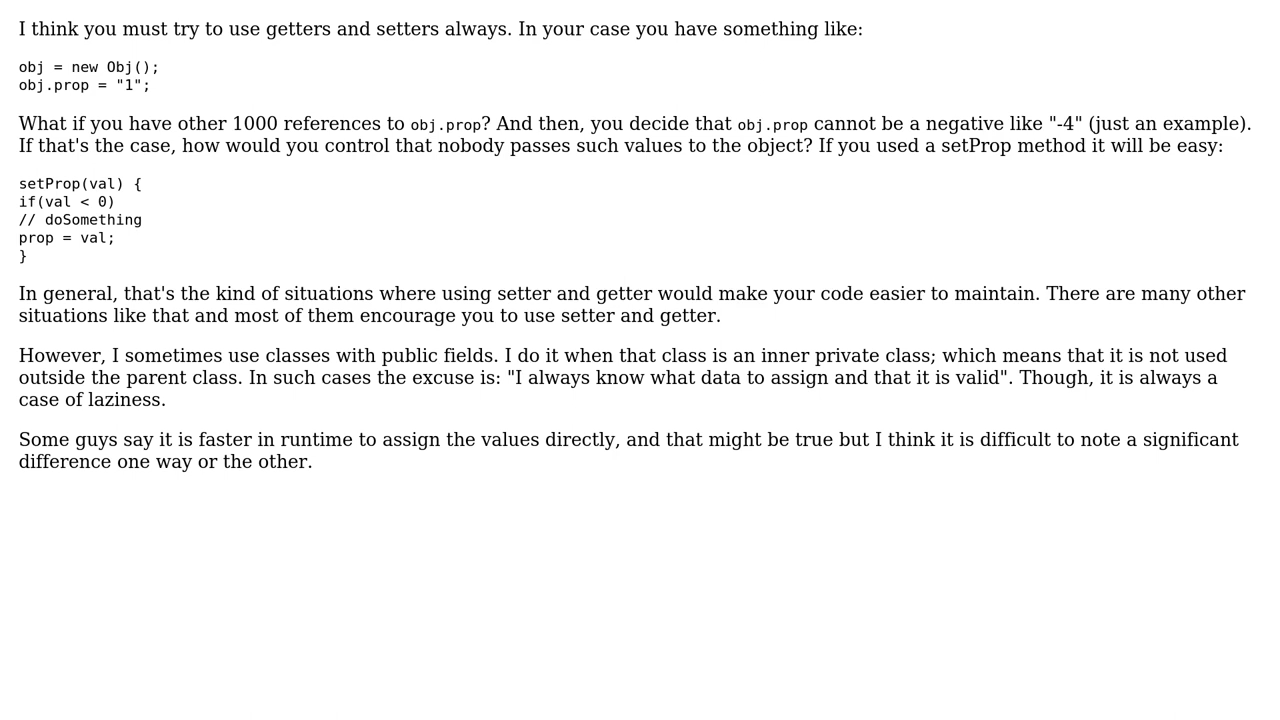 I think you must try to use getters and setters always. In your case you have something like:
obj = new Obj();
obj.prop = "1";
What if you have other 1000 references to obj.prop? And then, you decide that obj.prop cannot be a negative like "-4" (just an example).
If that's the case, how would you control that nobody passes such values to the object? If you used a setProp method it will be easy:
setProp(val) {
if(val < 0)
// doSomething
prop = val;
}
In general, that's the kind of situations where using setter and getter would make your code easier to maintain. There are many other
situations like that and most of them encourage you to use setter and getter.
However, I sometimes use classes with public fields. I do it when that class is an inner private class; which means that it is not used
outside the parent class. In such cases the excuse is: "I always know what data to assign and that it is valid". Though, it is always a
case of laziness.
Some guys say it is faster in runtime to assign the values directly, and that might be true but I think it is difficult to note a significant
difference one way or the other.